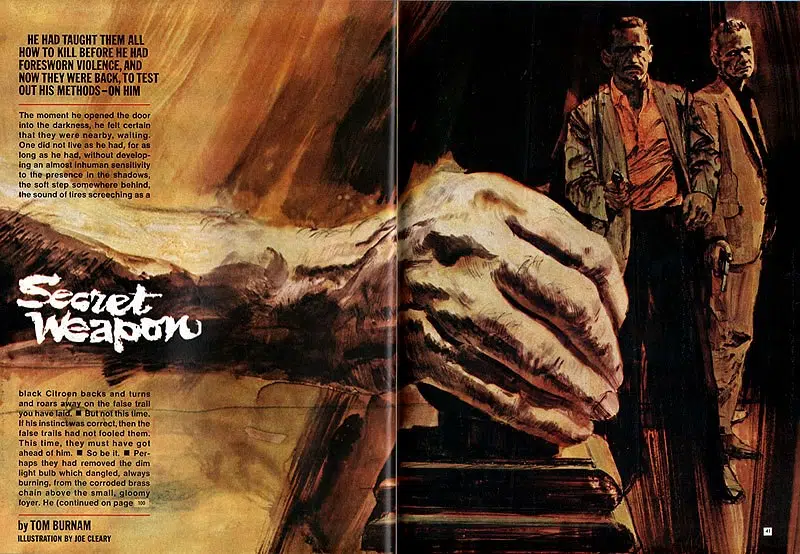 HE HAD TAUGHT THEM ALL
HOW TO KILL BEFORE HE HAD
FORESWORN VIOLENCE, AND
NOW THEY WERE BACK, TO TEST
OUT HIS METHODS—ON HIM
The moment he opened the door
into the darkness, he felt certain
that they were nearby, waiting.
One did not live as he had, for as
long as he had, without develop-
ing an almost inhuman sensitivity
to the presence in the shadows,
the soft step somewhere behind,
the sound of tires screeching as a
Secret
Weapon
black Citroen backs and turns
and roars away on the false trail
you have laid. ■ But not this time.
If his instinct was correct, then the
false trails had not fooled them.
This time, they must have got
ahead of him. ■ So be it. ■ Per-
haps they had removed the dim
light bulb which dangled, always
burning, from the corroded brass
chain above the small, gloomy
foyer. He (continued on page 100
by TOM BURNAM
ILLUSTRATION BY JOE CLEARY
41